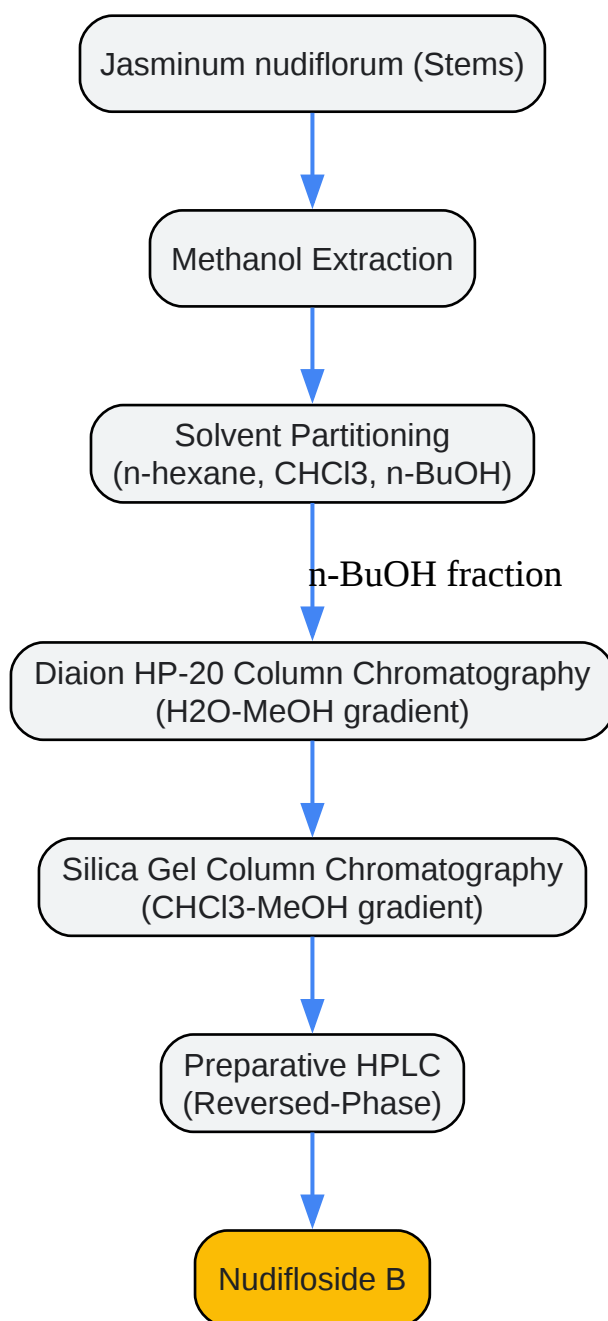 Jasminum nudiflorum (Stems)
Methanol Extraction
Solvent Partitioning
(n-hexane, CHCl3, n-BuOH)
n-BuOH fraction
Diaion HP-20 Column Chromatography
(H2O-MeOH gradient)
Silica Gel Column Chromatography
(CHCl3-MeOH gradient)
Preparative HPLC
(Reversed-Phase)
Nudifloside B